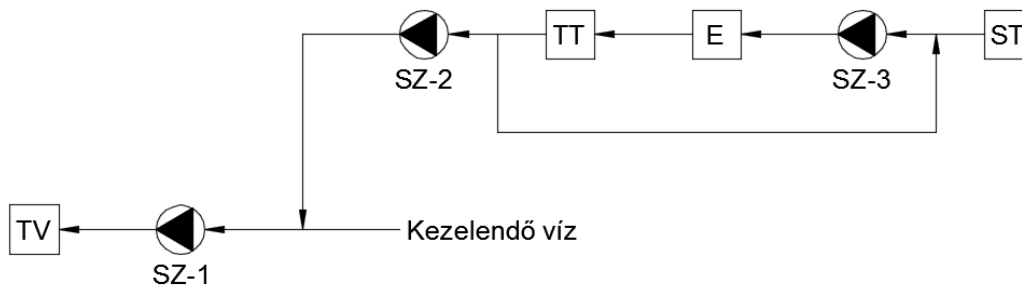 TT
E
ST
SZ-2
SZ-3
TV
Kezelendő víz
SZ-1